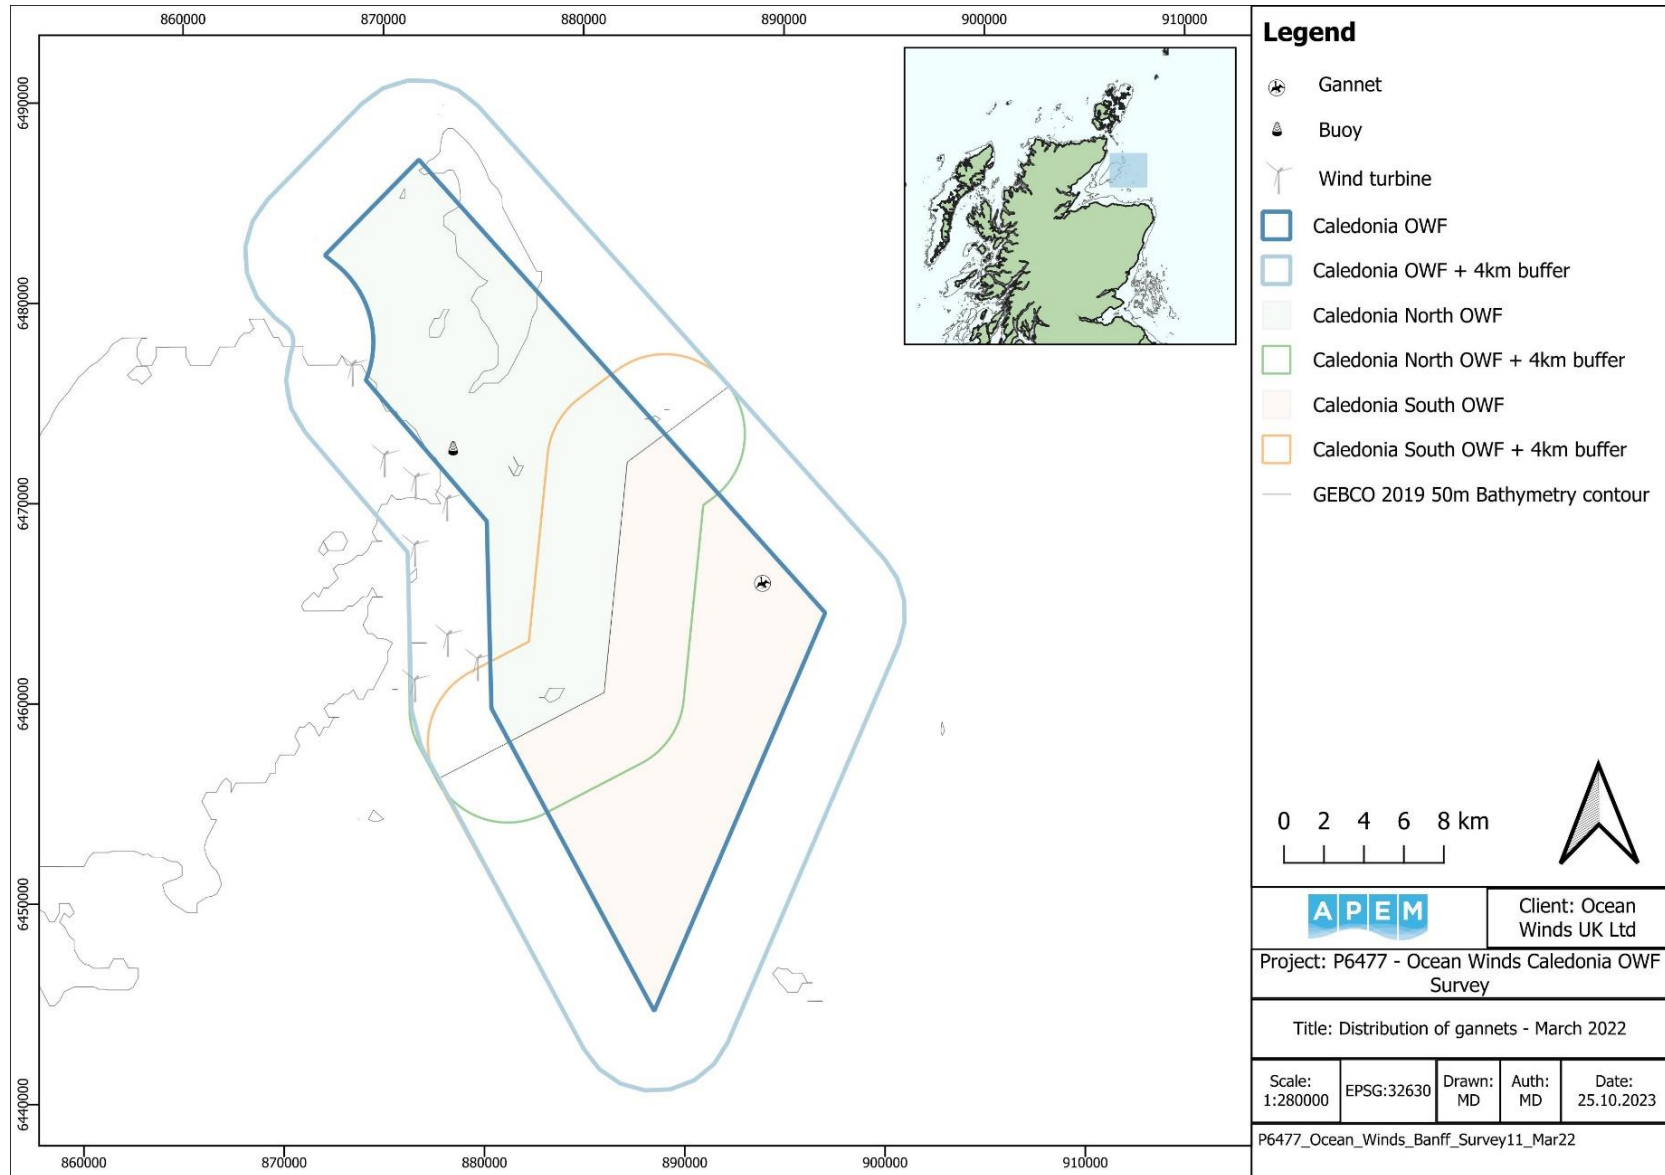 860000 870000 880000 890000 900000 910000
6490000
6480000
6470000
6460000
6450000
6440000
860000 870000 880000 890000 900000 910000
Legend
Gannet
Buoy
Wind turbine
Caledonia OWF
Caledonia OWF + 4km buffer
Caledonia North OWF
Caledonia North OWF + 4km buffer
Caledonia South OWF
Caledonia South OWF + 4km buffer
GEBCO 2019 50m Bathymetry contour
0 2 4 6 8 km
APEM
Client: Ocean
Winds UK Ltd
Project: P6477 - Ocean Winds Caledonia OWF
Survey
Title: Distribution of gannets - March 2022
Scale:
1:280000
EPSG:32630
Drawn:
MD
Auth:
MD
Date:
25.10.2023
P6477_Ocean_Winds_Banff_Survey11_Mar22